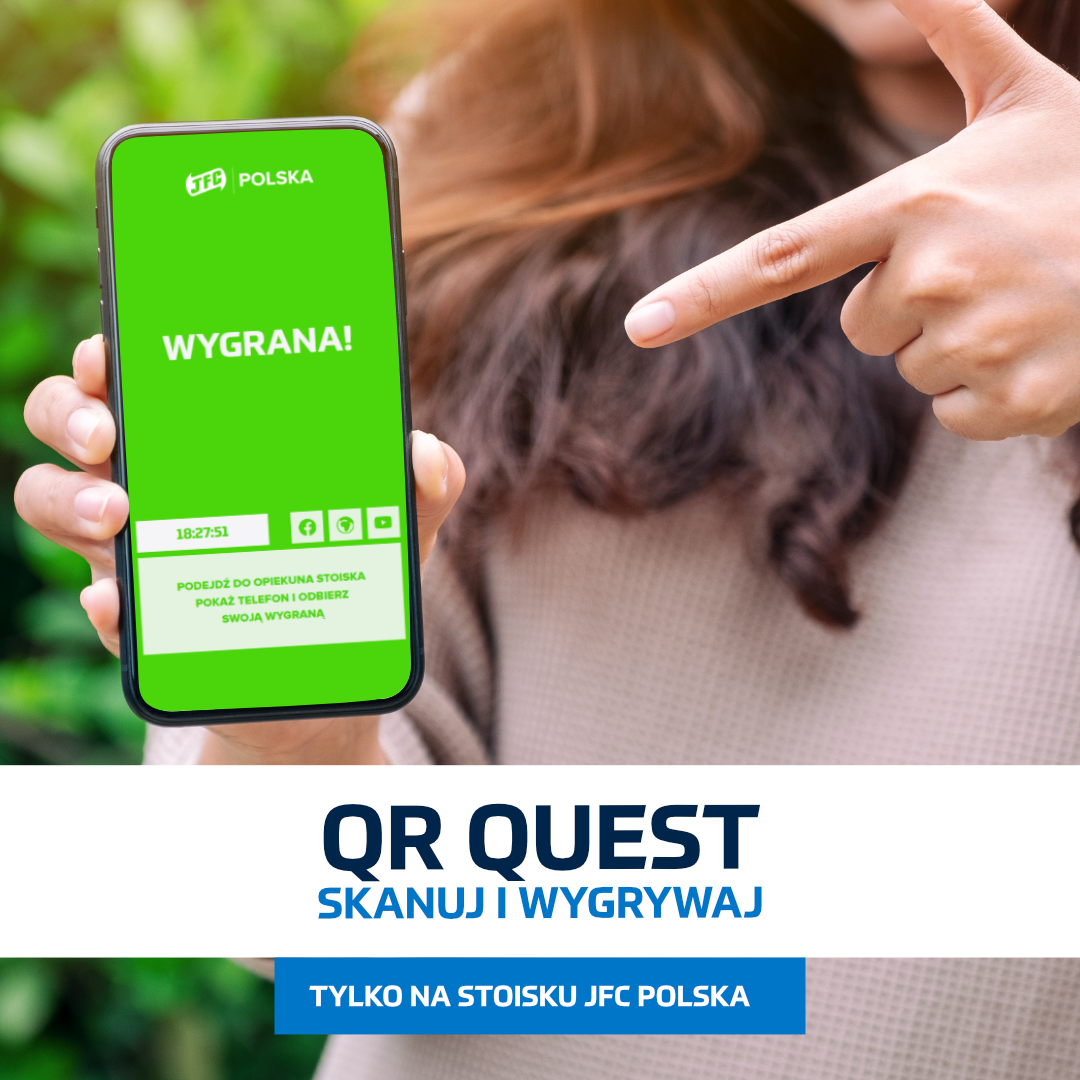 JFC | POLSKA
WYGRANA!
18:27:51
PODEJDŹ DO OPIEKUNA STOISKA
POKAŻ TELEFON I ODBIERZ
SWOJĄ WYGRANĄ
QR QUEST
SKANUJ I WYGRYWAJ
TYLKO NA STOISKU JFC POLSKA